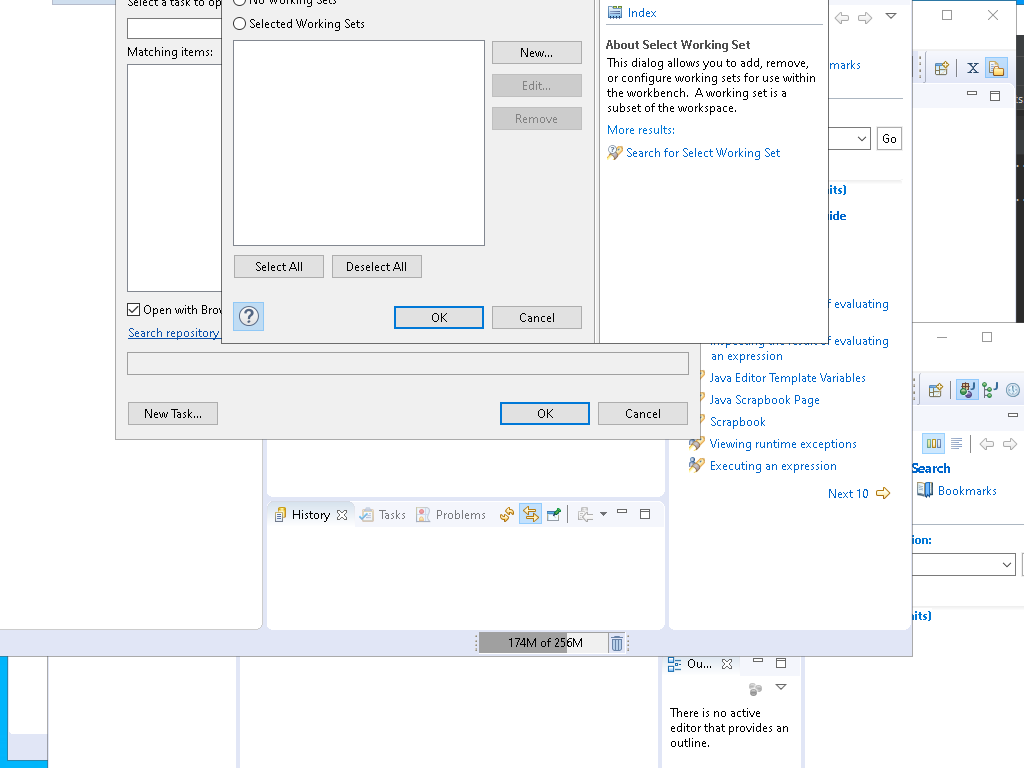 Select a task to op
No Working Sets
Selected Working Sets
Matching items:
New...
Edit...
Remove
Select All
Deselect All
Open with Brow
Search repository
OK
Cancel
New Task...
OK
Cancel
Index
About Select Working Set
This dialog allows you to add, remove,
or configure working sets for use within
the workbench. A working set is a
subset of the workspace.
More results:
Search for Select Working Set
marks
Go
its)
ide
f evaluating
Inspecting the result of evaluating
an expression
Java Editor Template Variables
Java Scrapbook Page
Scrapbook
Viewing runtime exceptions
Executing an expression
Next 10
History
Tasks
Problems
174M of 256M
Search
Bookmarks
ion:
its)
Ou...
There is no active
editor that provides an
outline.